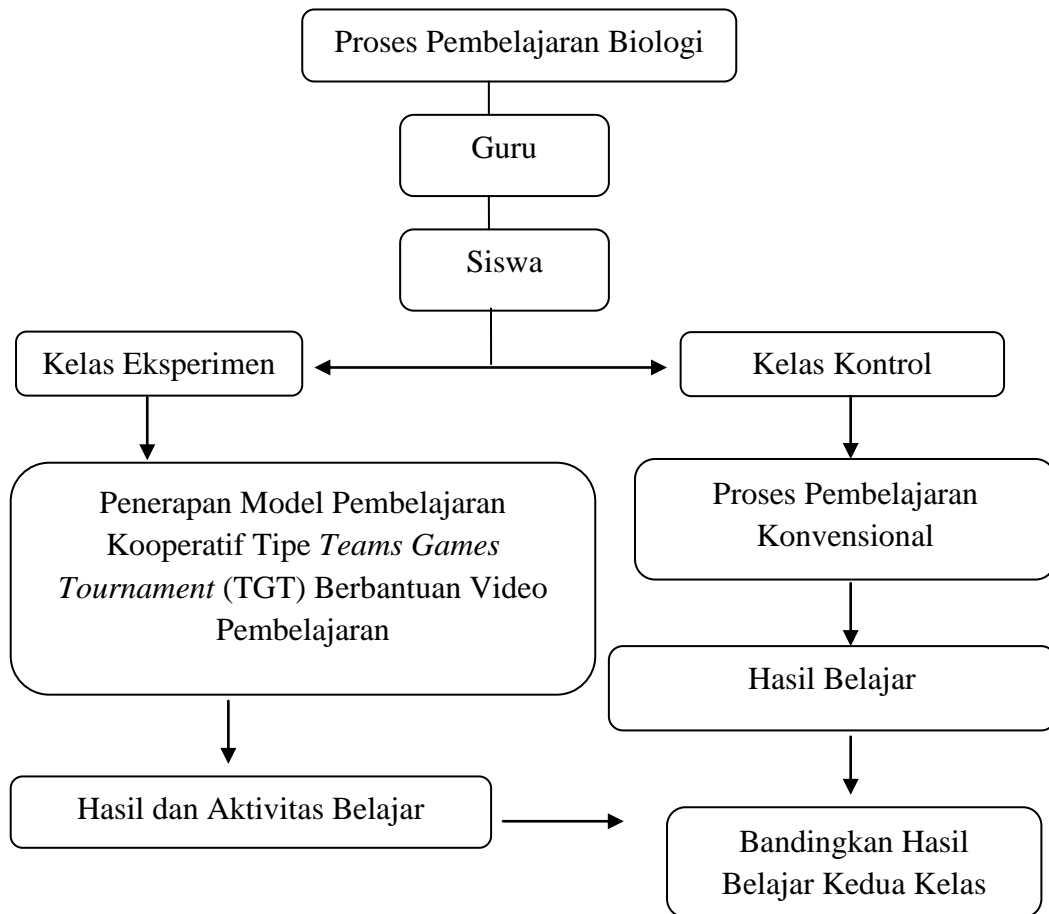 Proses Pembelajaran Biologi
Guru
Siswa
Kelas Eksperimen
Kelas Kontrol
Penerapan Model Pembelajaran
Kooperatif Tipe Teams Games
Tournament (TGT) Berbantuan Video
Pembelajaran
Proses Pembelajaran
Konvensional
Hasil Belajar
Hasil dan Aktivitas Belajar
Bandingkan Hasil
Belajar Kedua Kelas